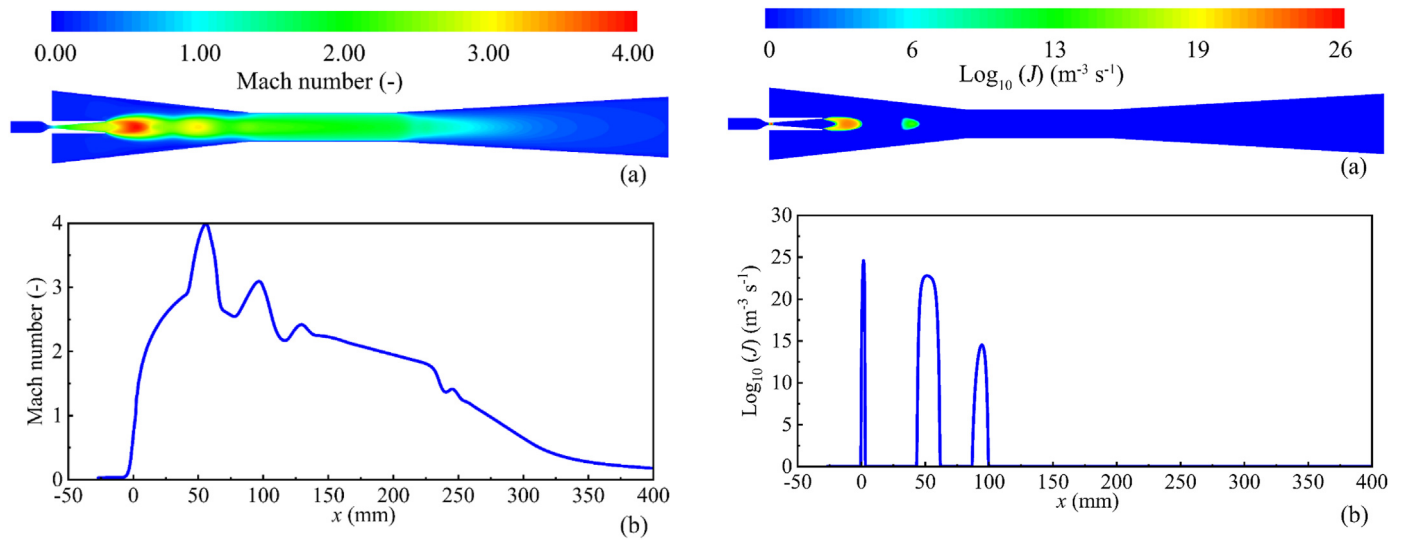 0.00 1.00 2.00 3.00 4.00
Mach number (-)
(a)
4
3
2
1
0
Mach number (-)
-50 0 50 100 150 200 250 300 350 400
x (mm)
(b)
0 6 13 19 26
Log₁₀ (J) (m⁻³ s⁻¹)
(a)
30
25
20
15
10
5
0
Log₁₀ (J) (m⁻³ s⁻¹)
-50 0 50 100 150 200 250 300 350 400
x (mm)
(b)